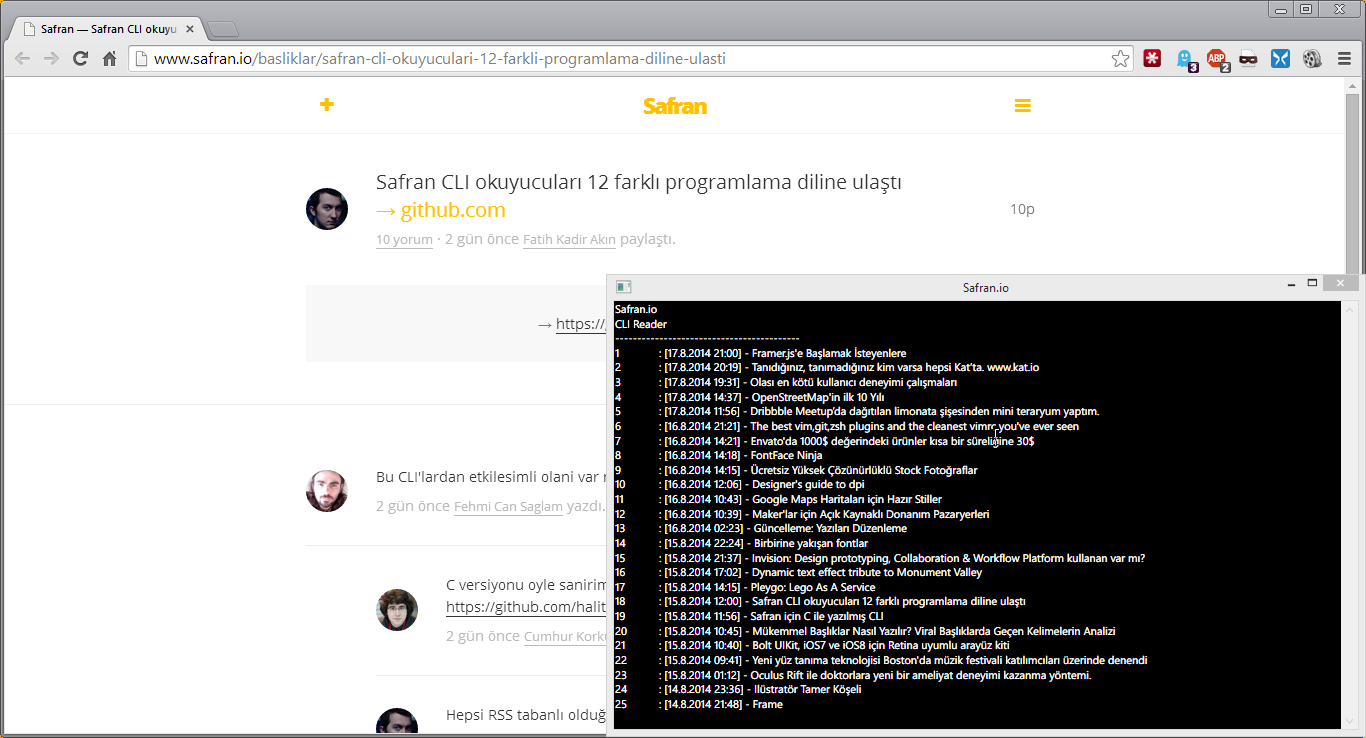 Safran — Safran CLI okuyu
www.safran.io/basliklar/safran-cli-okuyuculari-12-farkli-programlama-diline-ulasti
3
ABP
2
Safran
Safran CLI okuyucuları 12 farklı programlama diline ulaştı
→ github.com
10p
10 yorum · 2 gün önce Fatih Kadir Akın paylaştı.
→ https://
Bu CLI'lardan etkilesimli olani var
2 gün önce Fehmi Can Saglam yazdı.
C versiyonu oyle sanirim
https://github.com/halit
2 gün önce Cumhur Korku
Hepsi RSS tabanlı olduğ
Safran.io
Safran.io
CLI Reader
------------------------------------------
1 : [17.8.2014 21:00] - Framer.js'e Başlamak İsteyenlere
2 : [17.8.2014 20:19] - Tanıdığınız, tanımadığınız kim varsa hepsi Kat'ta. www.kat.io
3 : [17.8.2014 19:31] - Olası en kötü kullanıcı deneyimi çalışmaları
4 : [17.8.2014 14:37] - OpenStreetMap'in ilk 10 Yılı
5 : [17.8.2014 11:56] - Dribbble Meetup'da dağıtılan limonata şişesinden mini teraryum yaptım.
6 : [16.8.2014 21:21] - The best vim,git,zsh plugins and the cleanest vimrc you've ever seen
7 : [16.8.2014 14:21] - Envato'da 1000$ değerindeki ürünler kısa bir süreliğine 30$
8 : [16.8.2014 14:18] - FontFace Ninja
9 : [16.8.2014 14:15] - Ücretsiz Yüksek Çözünürlüklü Stock Fotoğraflar
10 : [16.8.2014 12:06] - Designer's guide to dpi
11 : [16.8.2014 10:43] - Google Maps Haritaları için Hazır Stiller
12 : [16.8.2014 10:39] - Maker'lar için Açık Kaynaklı Donanım Pazaryerleri
13 : [16.8.2014 02:23] - Güncelleme: Yazıları Düzenleme
14 : [15.8.2014 22:24] - Birbirine yakışan fontlar
15 : [15.8.2014 21:37] - Invision: Design prototyping, Collaboration & Workflow Platform kullanan var mı?
16 : [15.8.2014 17:02] - Dynamic text effect tribute to Monument Valley
17 : [15.8.2014 14:15] - Pleygo: Lego As A Service
18 : [15.8.2014 12:00] - Safran CLI okuyucuları 12 farklı programlama diline ulaştı
19 : [15.8.2014 11:56] - Safran için C ile yazılmış CLI
20 : [15.8.2014 10:45] - Mükemmel Başlıklar Nasıl Yazılır? Viral Başlıklarda Geçen Kelimelerin Analizi
21 : [15.8.2014 10:40] - Bolt UIKit, iOS7 ve iOS8 için Retina uyumlu arayüz kiti
22 : [15.8.2014 09:41] - Yeni yüz tanıma teknolojisi Boston'da müzik festivali katılımcıları üzerinde denendi
23 : [15.8.2014 01:12] - Oculus Rift ile doktorlara yeni bir ameliyat deneyimi kazanma yöntemi.
24 : [14.8.2014 23:36] - Ilüstratör Tamer Köşeli
25 : [14.8.2014 21:48] - Frame